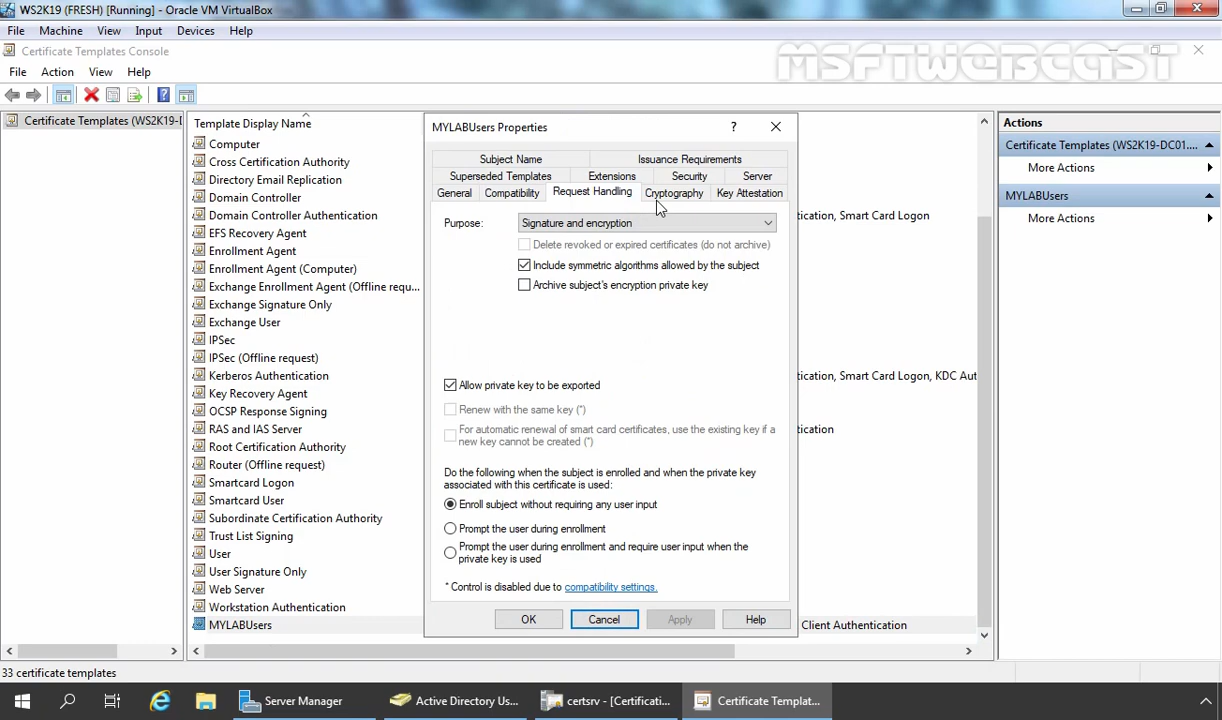 WS2K19 (FRESH) [Running] - Oracle VM VirtualBox
File Machine View Input Devices Help
Certificate Templates Console
MSFTWEBCAST
File Action View Help
Certificate Templates (WS2K19-D
Template Display Name
Computer
Cross Certification Authority
Directory Email Replication
Domain Controller
Domain Controller Authentication
EFS Recovery Agent
Enrollment Agent
Enrollment Agent (Computer)
Exchange Enrollment Agent (Offline requ...
Exchange Signature Only
Exchange User
IPSec
IPSec (Offline request)
Kerberos Authentication
Key Recovery Agent
OCSP Response Signing
RAS and IAS Server
Root Certification Authority
Router (Offline request)
Smartcard Logon
Smartcard User
Subordinate Certification Authority
Trust List Signing
User
User Signature Only
Web Server
Workstation Authentication
MYLABUsers
MYLABUsers Properties
?
Subject Name Issuance Requirements
Superseded Templates Extensions Security Server
General Compatibility Request Handling Cryptography Key Attestation
Purpose: Signature and encryption
Delete revoked or expired certificates (do not archive)
Include symmetric algorithms allowed by the subject
Archive subject's encryption private key
Allow private key to be exported
Renew with the same key (*)
For automatic renewal of smart card certificates, use the existing key if a
new key cannot be created (*)
Do the following when the subject is enrolled and when the private key
associated with this certificate is used:
Enroll subject without requiring any user input
Prompt the user during enrollment
Prompt the user during enrollment and require user input when the
private key is used
* Control is disabled due to compatibility settings.
OK Cancel Apply Help
tication, Smart Card Logon
tication, Smart Card Logon, KDC Aut
tication
Client Authentication
Actions
Certificate Templates (WS2K19-DC01....
More Actions
MYLABUsers
More Actions
33 certificate templates
Server Manager
Active Directory Us...
certsrv - [Certificati...
Certificate Templat...